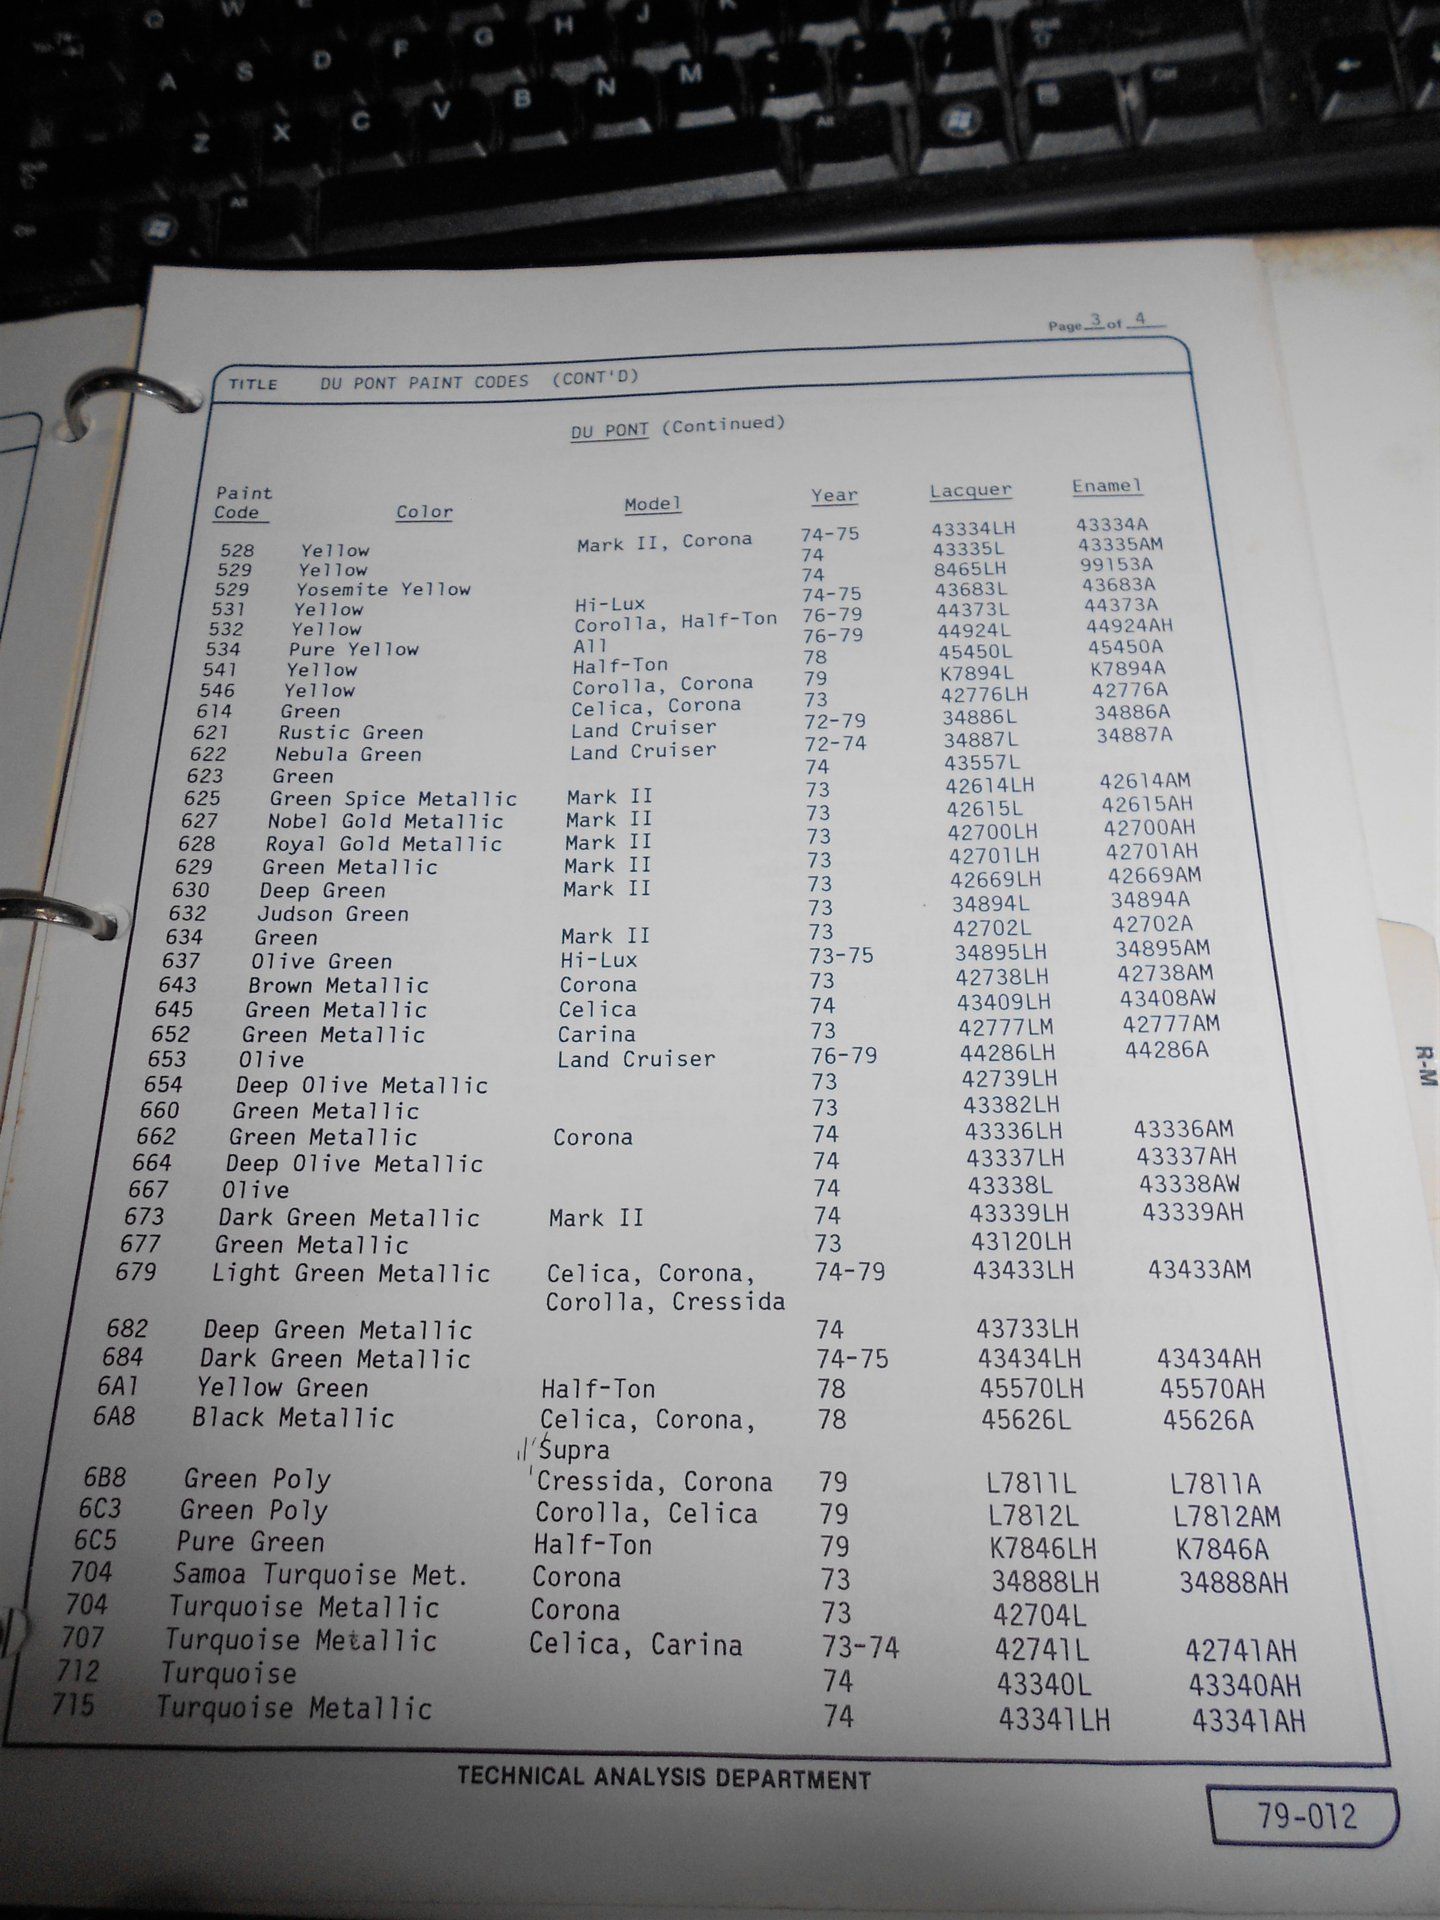 Q W H J K
A S D F G
Z X C V B N M < > ? /
Alt Alt Ctrl
Page 3 of 4
TITLE DU PONT PAINT CODES (CONT'D)
DU PONT (Continued)
Paint
Code Color Model Year Lacquer Enamel
528 Yellow Mark II, Corona 74-75 43334LH 43334A
529 Yellow 74 43335L 43335AM
529 Yosemite Yellow 74 8465LH 99153A
531 Yellow Hi-Lux 74-75 43683L 43683A
532 Yellow Corolla, Half-Ton 76-79 44373L 44373A
534 Pure Yellow All 76-79 44924L 44924AH
541 Yellow Half-Ton 78 45450L 45450A
546 Yellow Corolla, Corona 79 K7894L K7894A
614 Green Celica, Corona 73 42776LH 42776A
621 Rustic Green Land Cruiser 72-79 34886L 34886A
622 Nebula Green Land Cruiser 72-74 34887L 34887A
623 Green 74 43557L
625 Green Spice Metallic Mark II 73 42614LH 42614AM
627 Nobel Gold Metallic Mark II 73 42615L 42615AH
628 Royal Gold Metallic Mark II 73 42700LH 42700AH
629 Green Metallic Mark II 73 42701LH 42701AH
630 Deep Green Mark II 73 42669LH 42669AM
632 Judson Green 73 34894L 34894A
634 Green Mark II 73 42702L 42702A
637 Olive Green Hi-Lux 73-75 34895LH 34895AM
643 Brown Metallic Corona 73 42738LH 42738AM
645 Green Metallic Celica 74 43409LH 43408AW
652 Green Metallic Carina 73 42777LM 42777AM
653 Olive Land Cruiser 76-79 44286LH 44286A
654 Deep Olive Metallic 73 42739LH
660 Green Metallic 73 43382LH
662 Green Metallic Corona 74 43336LH 43336AM
664 Deep Olive Metallic 74 43337LH 43337AH
667 Olive 74 43338L 43338AW
673 Dark Green Metallic Mark II 74 43339LH 43339AH
677 Green Metallic 73 43120LH
679 Light Green Metallic Celica, Corona, 74-79 43433LH 43433AM
Corolla, Cressida
682 Deep Green Metallic 74 43733LH
684 Dark Green Metallic 74-75 43434LH 43434AH
6A1 Yellow Green Half-Ton 78 45570LH 45570AH
6A8 Black Metallic Celica, Corona, 78 45626L 45626A
Supra
6B8 Green Poly Cressida, Corona 79 L7811L L7811A
6C3 Green Poly Corolla, Celica 79 L7812L L7812AM
6C5 Pure Green Half-Ton 79 K7846LH K7846A
704 Samoa Turquoise Met. Corona 73 34888LH 34888AH
704 Turquoise Metallic Corona 73 42704L
707 Turquoise Metallic Celica, Carina 73-74 42741L 42741AH
712 Turquoise 74 43340L 43340AH
715 Turquoise Metallic 74 43341LH 43341AH
TECHNICAL ANALYSIS DEPARTMENT
79-012
R-M